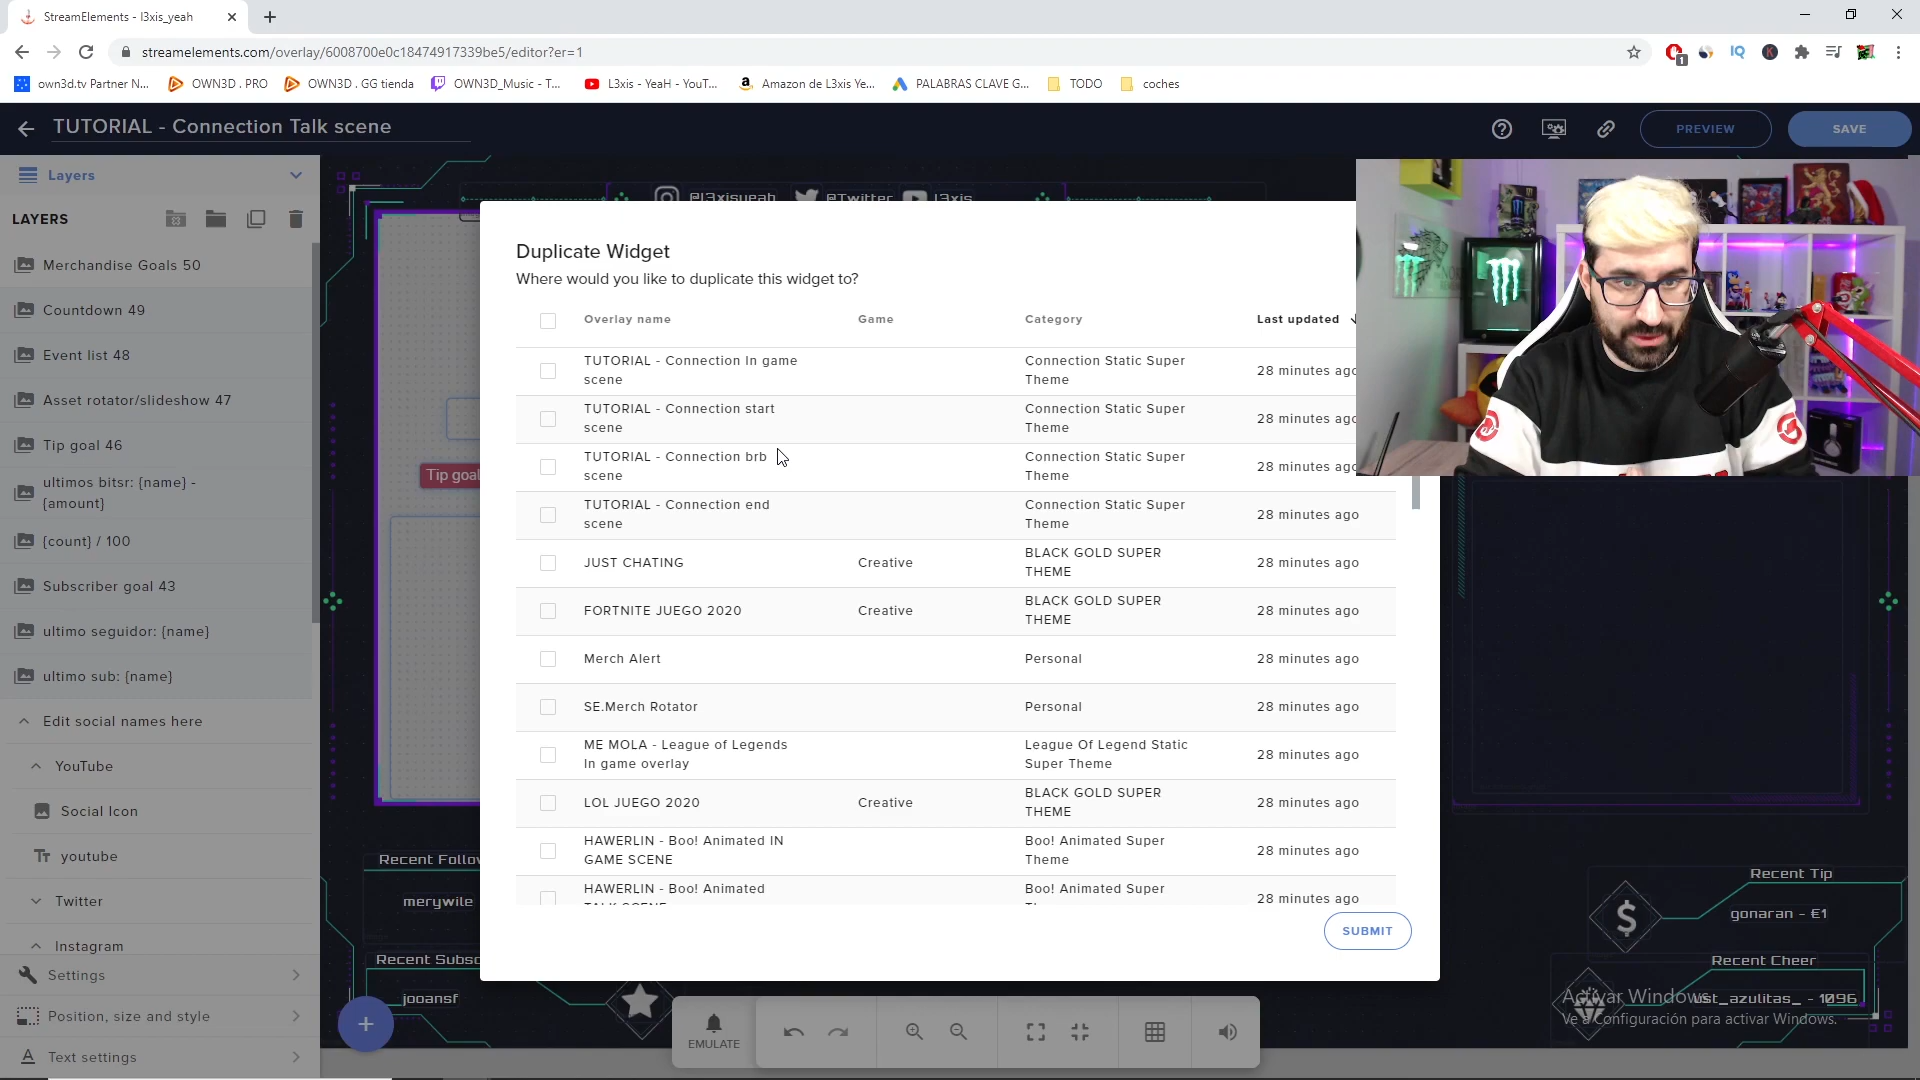 StreamElements - l3xis_yeah
streamelements.com/overlay/6008700e0c18474917339be5/editor?er=1
own3d.tv Partner N...
OWN3D . PRO
OWN3D . GG tienda
OWN3D_Music - T...
L3xis - YeaH - YouT...
Amazon de L3xis Ye...
PALABRAS CLAVE G...
TODO
coches
TUTORIAL - Connection Talk scene
PREVIEW
SAVE
Layers
LAYERS
Merchandise Goals 50
Countdown 49
Event list 48
Asset rotator/slideshow 47
Tip goal 46
ultimos bitsr: {name} -
{amount}
{count} / 100
Subscriber goal 43
ultimo seguidor: {name}
ultimo sub: {name}
Edit social names here
YouTube
Social Icon
youtube
Twitter
Instagram
Settings
Position, size and style
Text settings
@l3xisyeah
@Twitter
l3xis
Tip goal
Duplicate Widget
Where would you like to duplicate this widget to?
Overlay name Game Category Last updated
TUTORIAL - Connection In game
scene
Connection Static Super
Theme
28 minutes ago
TUTORIAL - Connection start
scene
Connection Static Super
Theme
28 minutes ago
TUTORIAL - Connection brb
scene
Connection Static Super
Theme
28 minutes ago
TUTORIAL - Connection end
scene
Connection Static Super
Theme
28 minutes ago
JUST CHATING
Creative
BLACK GOLD SUPER
THEME
28 minutes ago
FORTNITE JUEGO 2020
Creative
BLACK GOLD SUPER
THEME
28 minutes ago
Merch Alert
Personal
28 minutes ago
SE.Merch Rotator
Personal
28 minutes ago
ME MOLA - League of Legends
In game overlay
League Of Legend Static
Super Theme
28 minutes ago
LOL JUEGO 2020
Creative
BLACK GOLD SUPER
THEME
28 minutes ago
HAWERLIN - Boo! Animated IN
GAME SCENE
Boo! Animated Super
Theme
28 minutes ago
HAWERLIN - Boo! Animated
Boo! Animated Super
28 minutes ago
SUBMIT
Recent Follow
merywile
Recent Subsc
jooansf
EMULATE
Recent Tip
gonaran - €1
Recent Cheer
ust_azulitas_ - 1096
Activar Windows
Ve a Configuración para activar Windows.